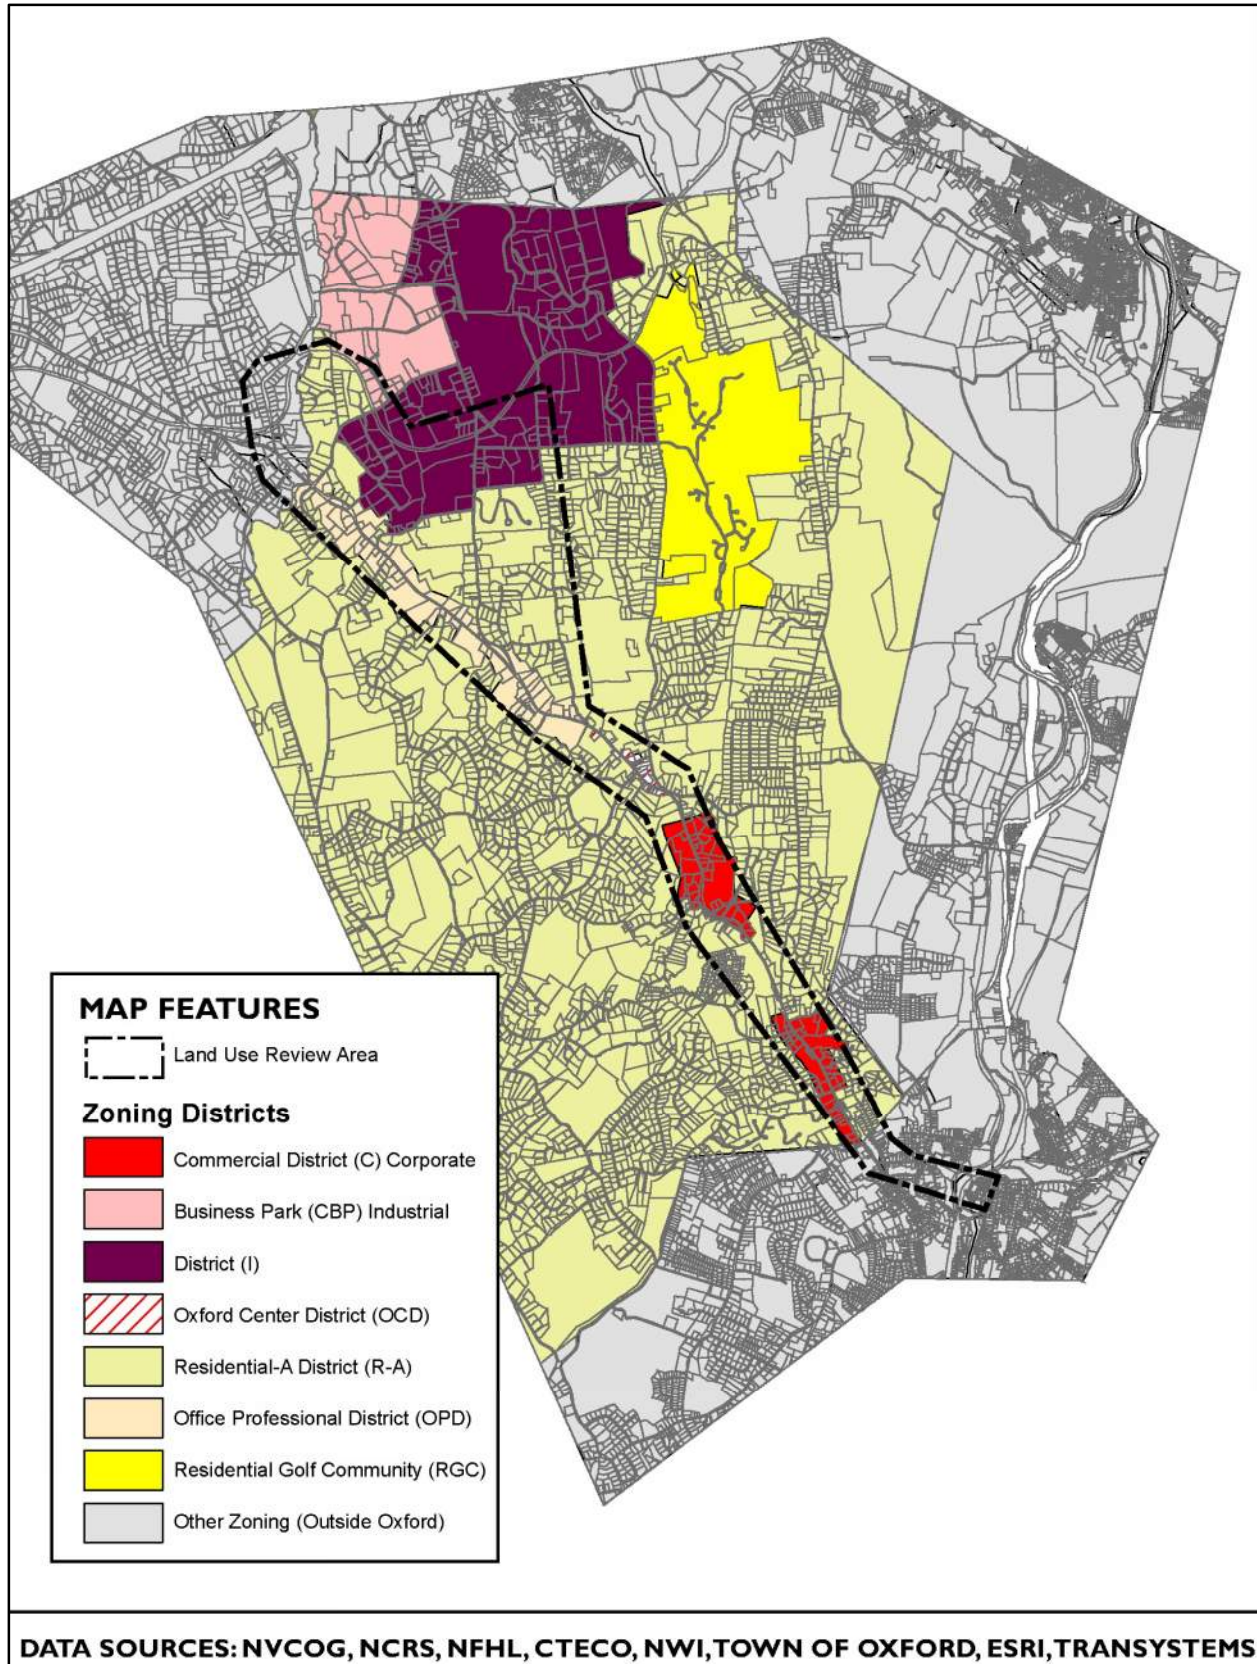 MAP FEATURES
Land Use Review Area
Zoning Districts
Commercial District (C) Corporate
Business Park (CBP) Industrial
District (I)
Oxford Center District (OCD)
Residential-A District (R-A)
Office Professional District (OPD)
Residential Golf Community (RGC)
Other Zoning (Outside Oxford)
DATA SOURCES: NVCOG, NCRS, NFHL, CTECO, NWI, TOWN OF OXFORD, ESRI, TRANSYSTEMS